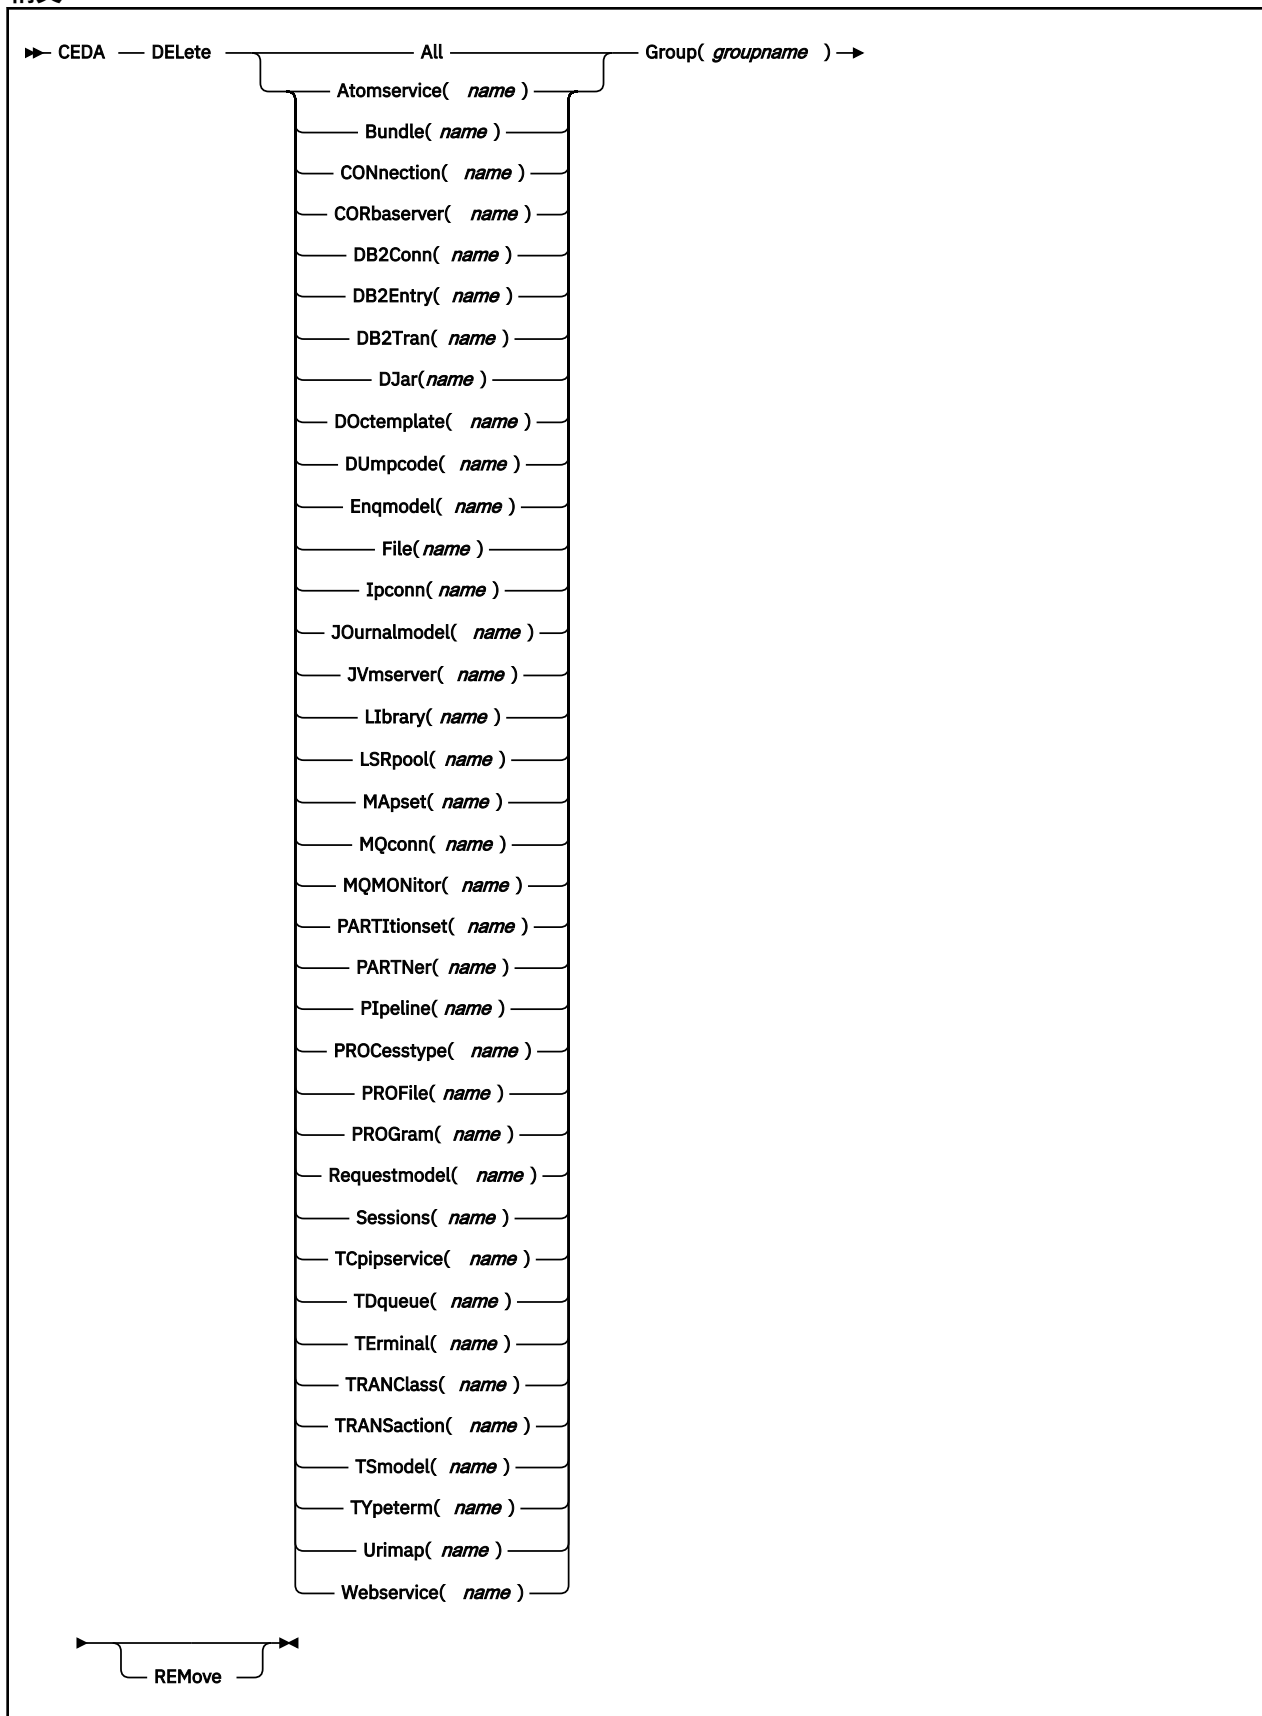 CEDA DELete All Group( groupname )
Atomservice( name )
Bundle( name )
CONnection( name )
CORbaserver( name )
DB2Conn( name )
DB2Entry( name )
DB2Tran( name )
DJar(name )
DOctemplate( name )
DUmpcode( name )
Enqmodel( name )
File(name )
Ipconn( name )
JOurnalmodel( name )
JVmserver( name )
LIbrary( name )
LSRpool( name )
MApset( name )
MQconn( name )
MQMONitor( name )
PARTItionset( name )
PARTNer( name )
PIpeline( name )
PROCesstype( name )
PROFile( name )
PROGram( name )
Requestmodel( name )
Sessions( name )
TCpipservice( name )
TDqueue( name )
TErminal( name )
TRANClass( name )
TRANSaction( name )
TSmodel( name )
TYpeterm( name )
Urimap( name )
Webservice( name )
REMove